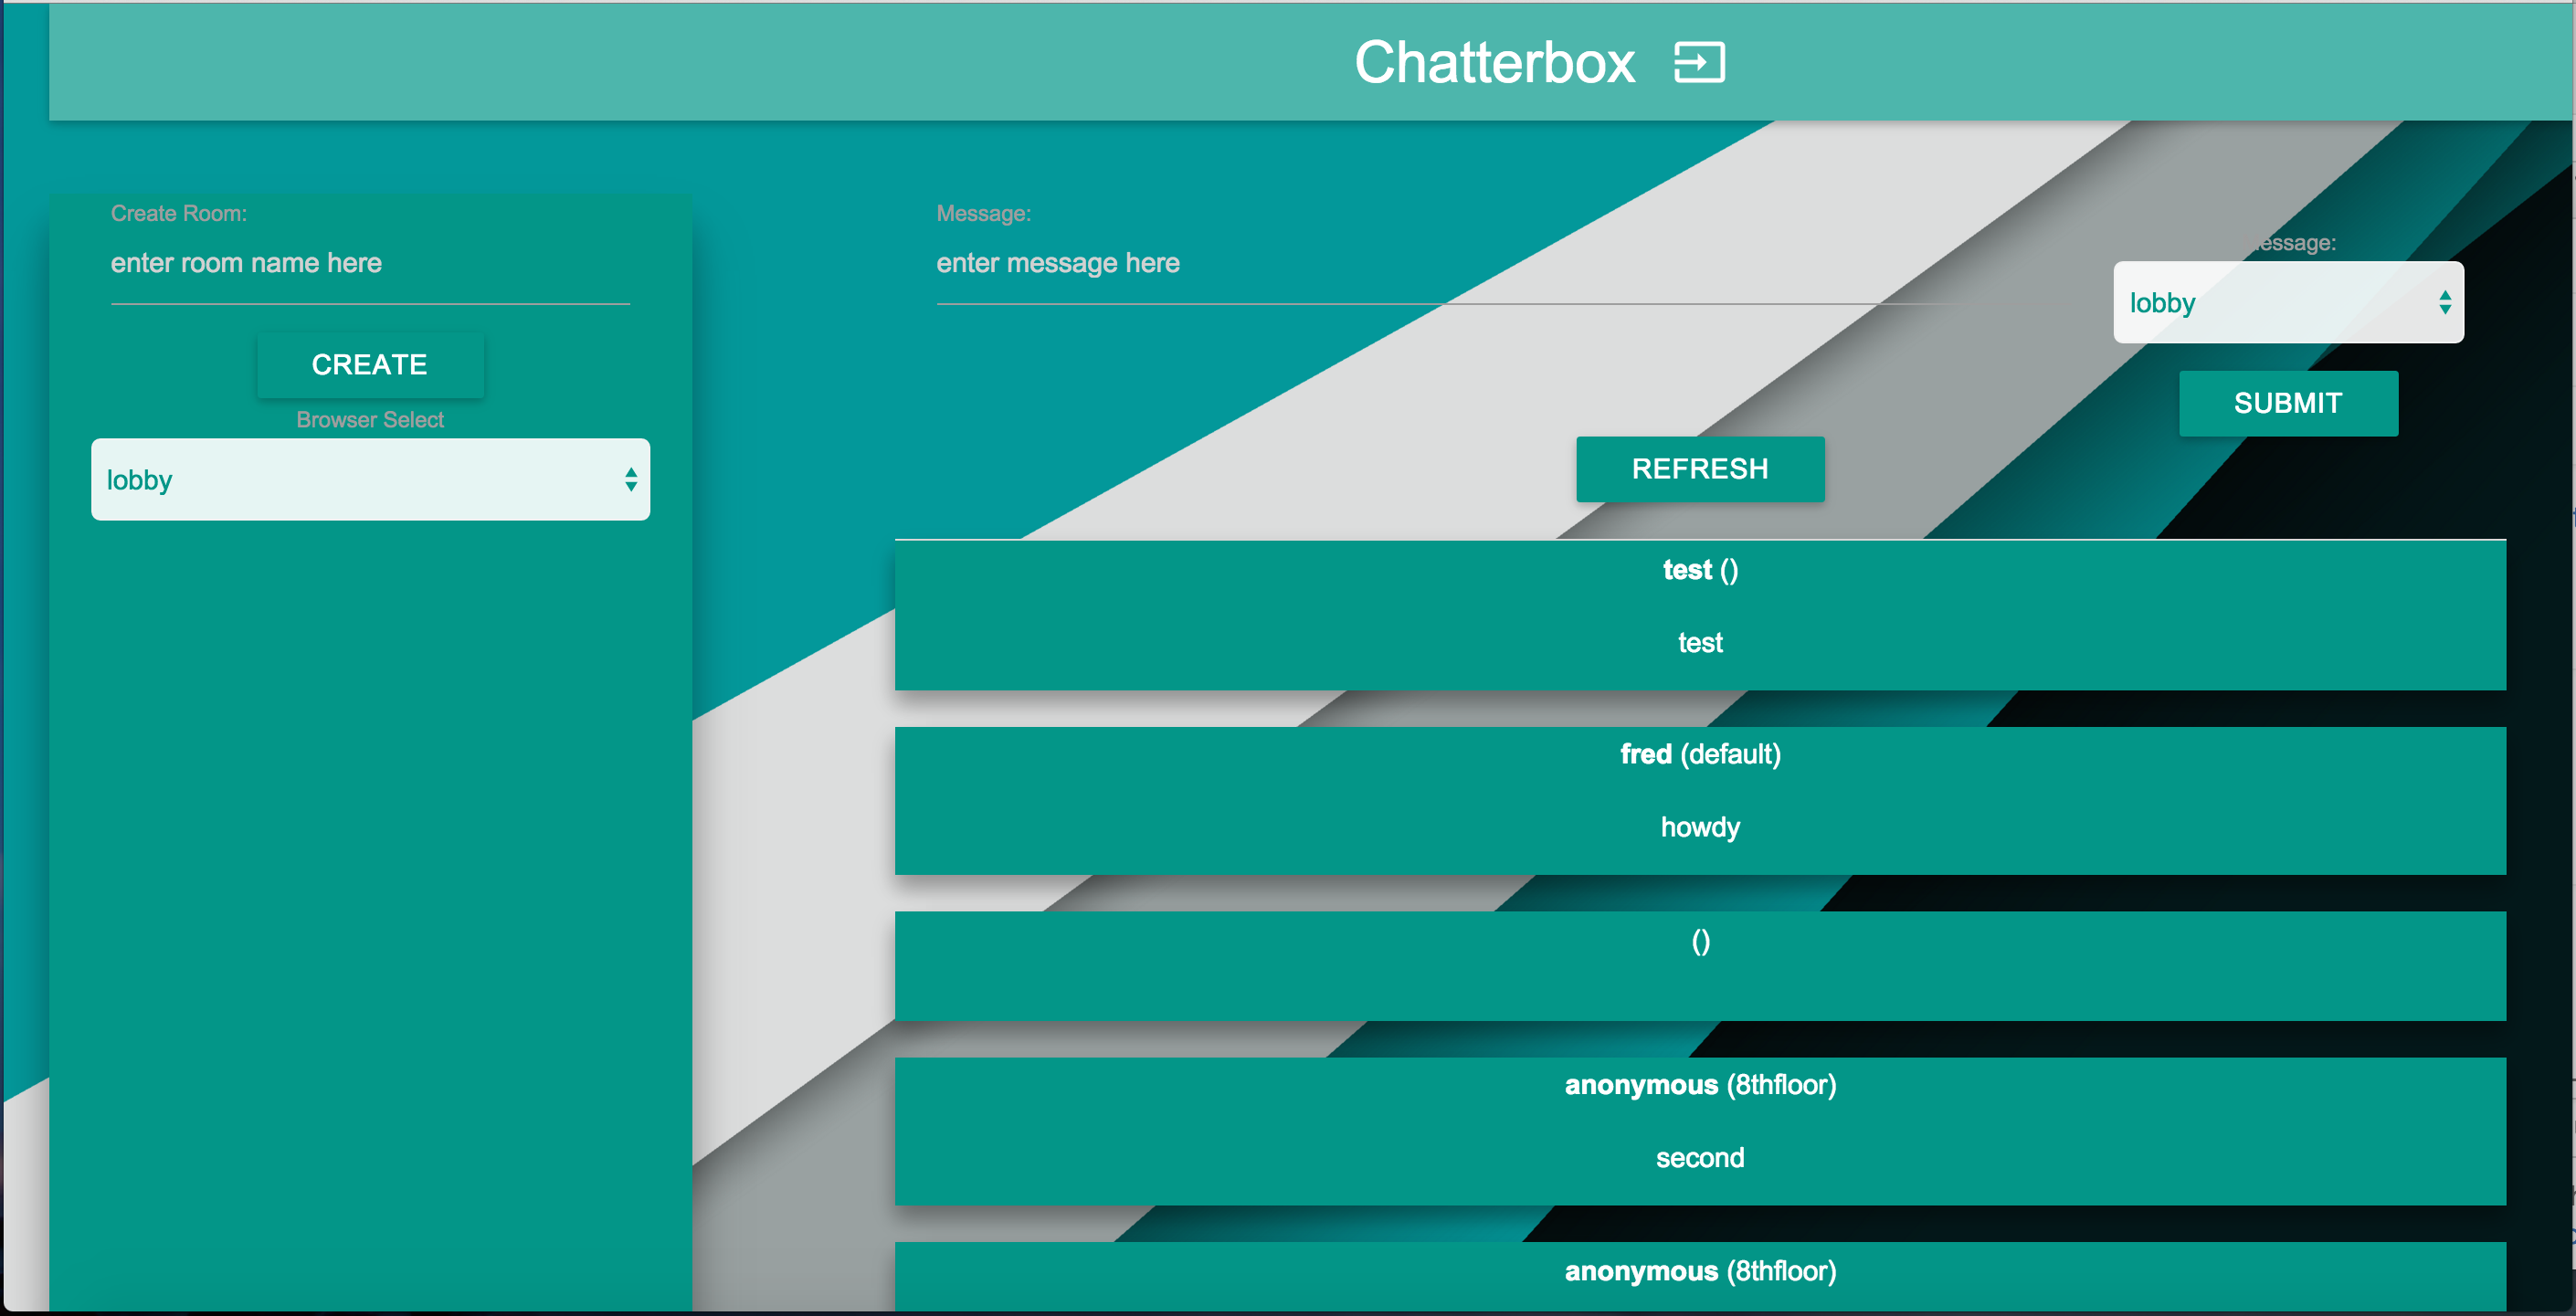 Chatterbox
Create Room:
enter room name here
CREATE
Browser Select
lobby
Message:
enter message here
Message:
lobby
SUBMIT
REFRESH
test ()
test
fred (default)
howdy
()
anonymous (8thfloor)
second
anonymous (8thfloor)